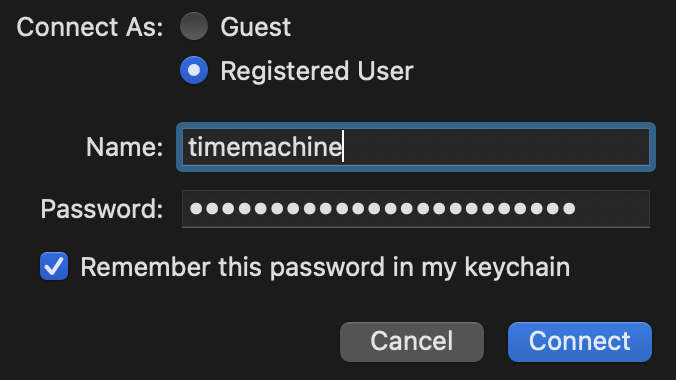 Connect As: Guest
Registered User
Name: timemachine
Password: ••••••••••••••••••••••••
Remember this password in my keychain
Cancel Connect